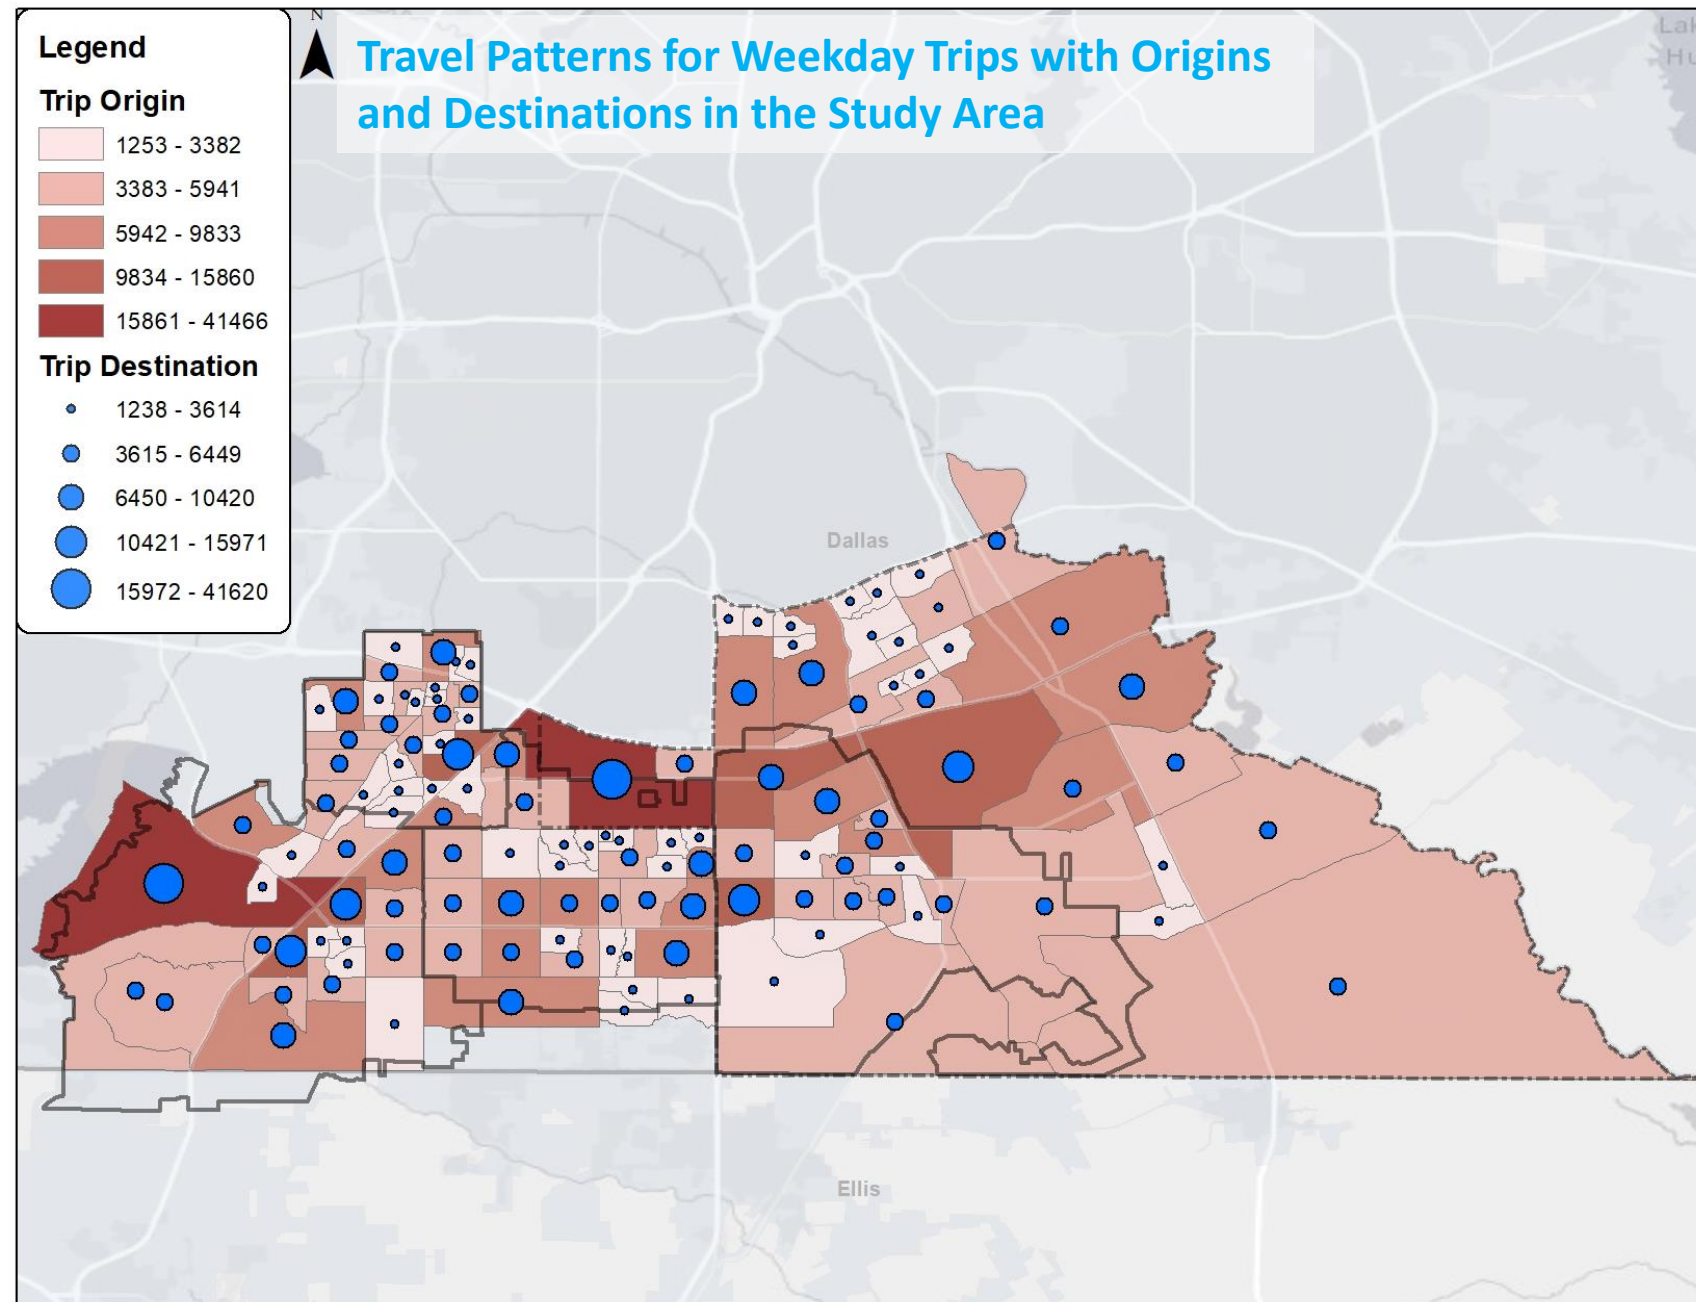 Legend
Trip Origin
1253 - 3382
3383 - 5941
5942 - 9833
9834 - 15860
15861 - 41466
Trip Destination
1238 - 3614
3615 - 6449
6450 - 10420
10421 - 15971
15972 - 41620
N
Travel Patterns for Weekday Trips with Origins
and Destinations in the Study Area
Dallas
Ellis